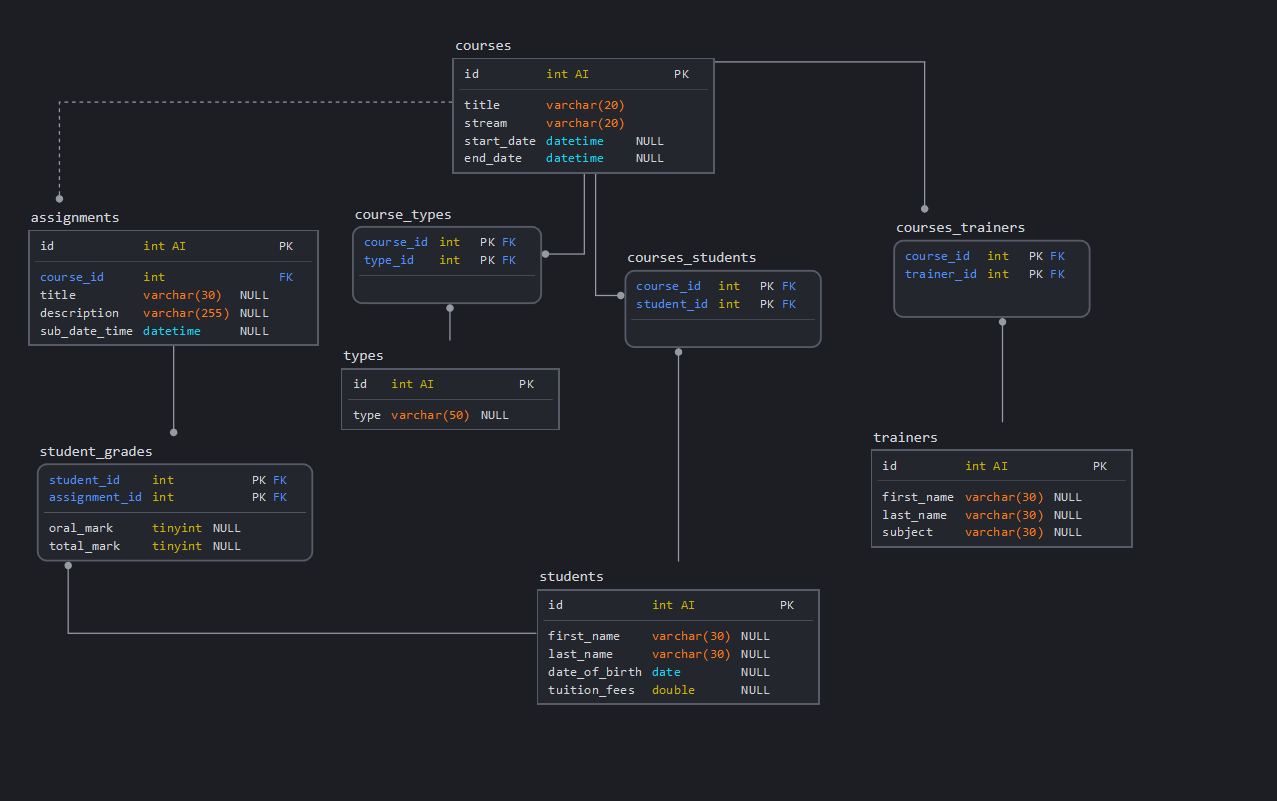 courses
id int AI PK
title varchar(20)
stream varchar(20)
start_date datetime NULL
end_date datetime NULL
assignments
id int AI PK
course_id int FK
title varchar(30) NULL
description varchar(255) NULL
sub_date_time datetime NULL
course_types
course_id int PK FK
type_id int PK FK
courses_students
course_id int PK FK
student_id int PK FK
courses_trainers
course_id int PK FK
trainer_id int PK FK
types
id int AI PK
type varchar(50) NULL
student_grades
student_id int PK FK
assignment_id int PK FK
oral_mark tinyint NULL
total_mark tinyint NULL
trainers
id int AI PK
first_name varchar(30) NULL
last_name varchar(30) NULL
subject varchar(30) NULL
students
id int AI PK
first_name varchar(30) NULL
last_name varchar(30) NULL
date_of_birth date NULL
tuition_fees double NULL